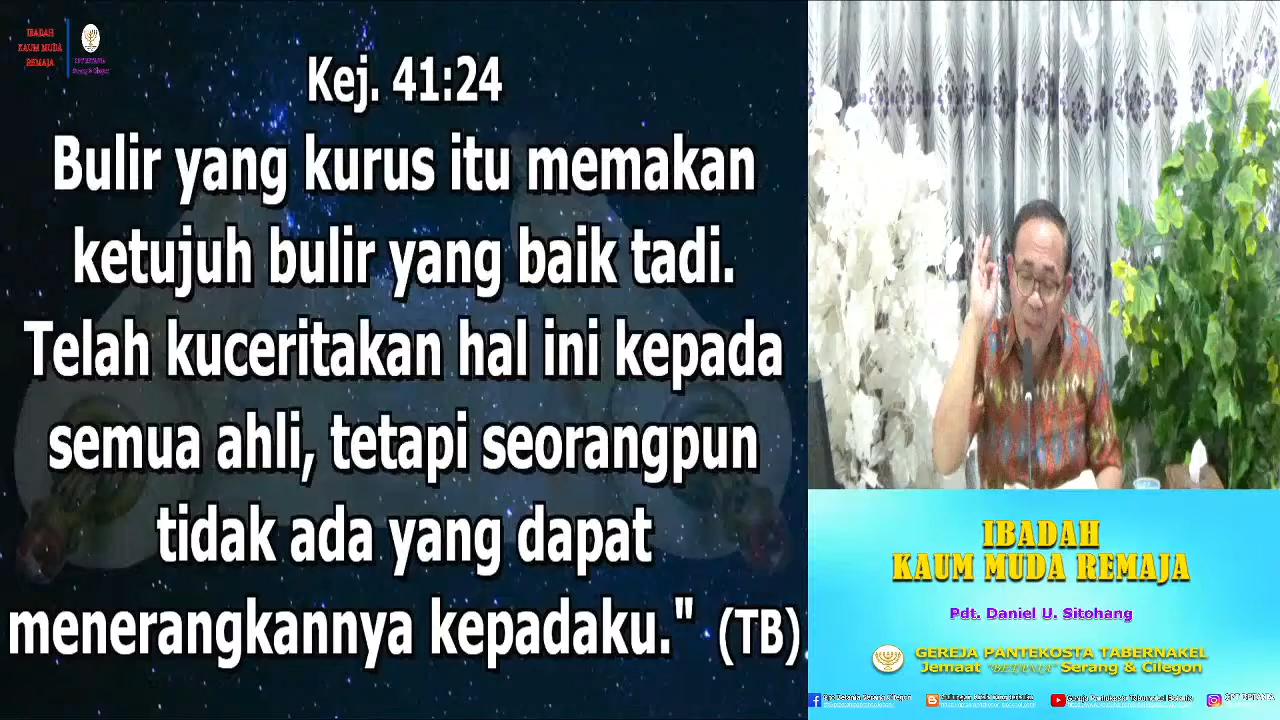 IBADAH
KAUM MUDA
REMAJA
Kej. 41:24
Bulir yang kurus itu memakan
ketujuh bulir yang baik tadi.
Telah kuceritakan hal ini kepada
semua ahli, tetapi seorangpun
tidak ada yang dapat
menerangkannya kepadaku." (TB)
IBADAH
KAUM MUDA REMAJA
Pdt. Daniel U. Sitohang
GEREJA PANTEKOSTA TABERNAKEL
Jemaat "BETANIA" Serang & Cilegon